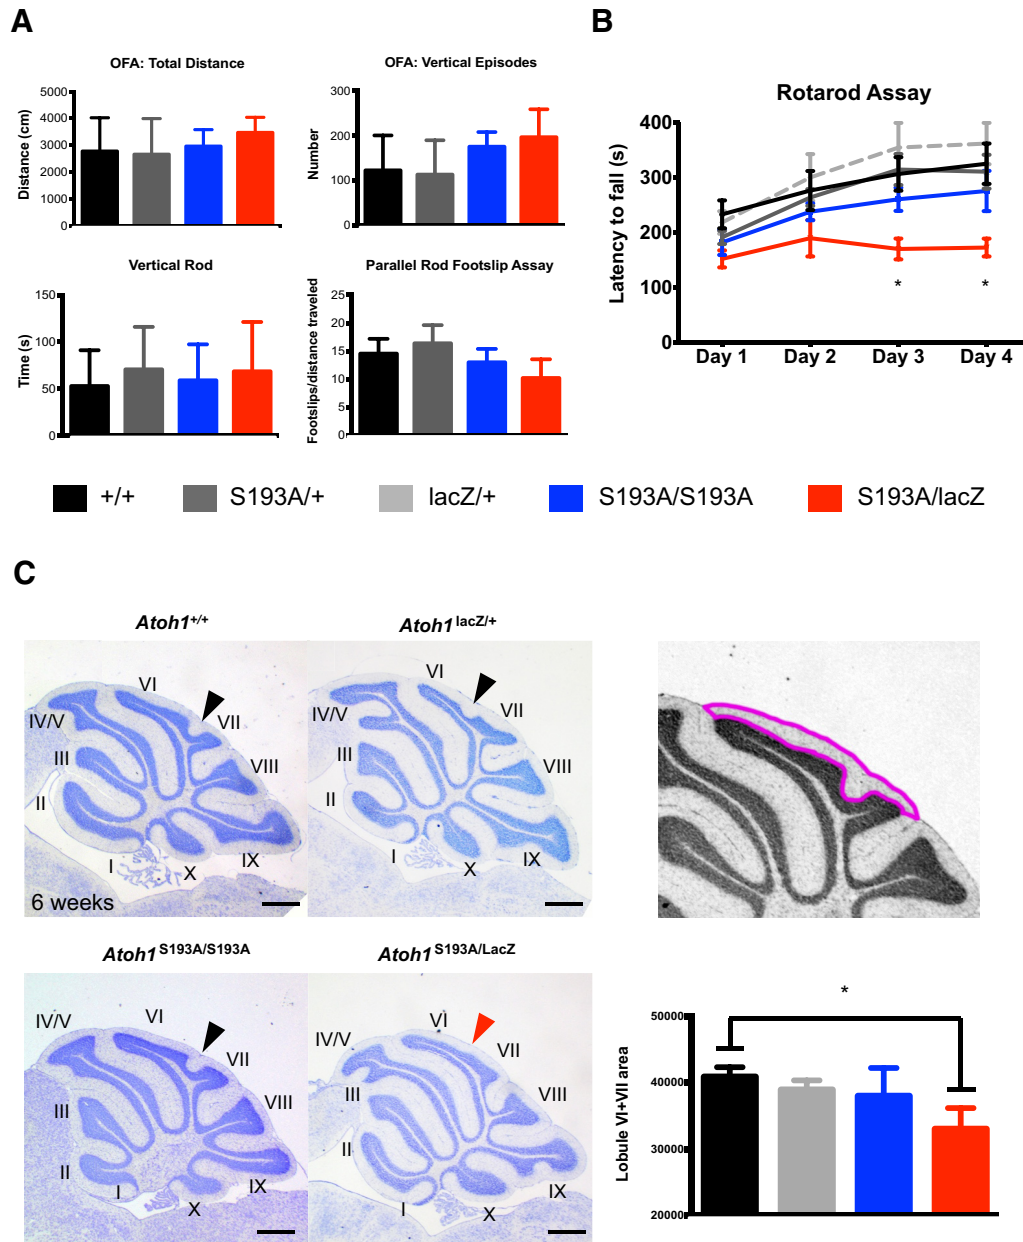 A
B
OFA: Total Distance
OFA: Vertical Episodes
Distance (cm)
5000
4000
3000
2000
1000
0
Number
300
200
100
0
Rotarod Assay
Latency to fall (s)
400
300
200
100
0
* *
Day 1 Day 2 Day 3 Day 4
Vertical Rod
Parallel Rod Footslip Assay
Time (s)
150
100
50
0
Footslips/distance traveled
25
20
15
10
5
0
+/+ S193A/+ lacZ/+ S193A/S193A S193A/lacZ
C
Atoh1+/+
Atoh1lacZ/+
VI
VII
VIII
IV/V
III
II
I
X
IX
6 weeks
VI
VII
VIII
IV/V
III
II
I
X
IX
Atoh1S193A/S193A
Atoh1S193A/LacZ
IV/V
VI
VII
VIII
III
II
I
X
IX
IV/V
VI
VII
VIII
III
II
I
X
IX
*
Lobule VI+VII area
50000
40000
30000
20000